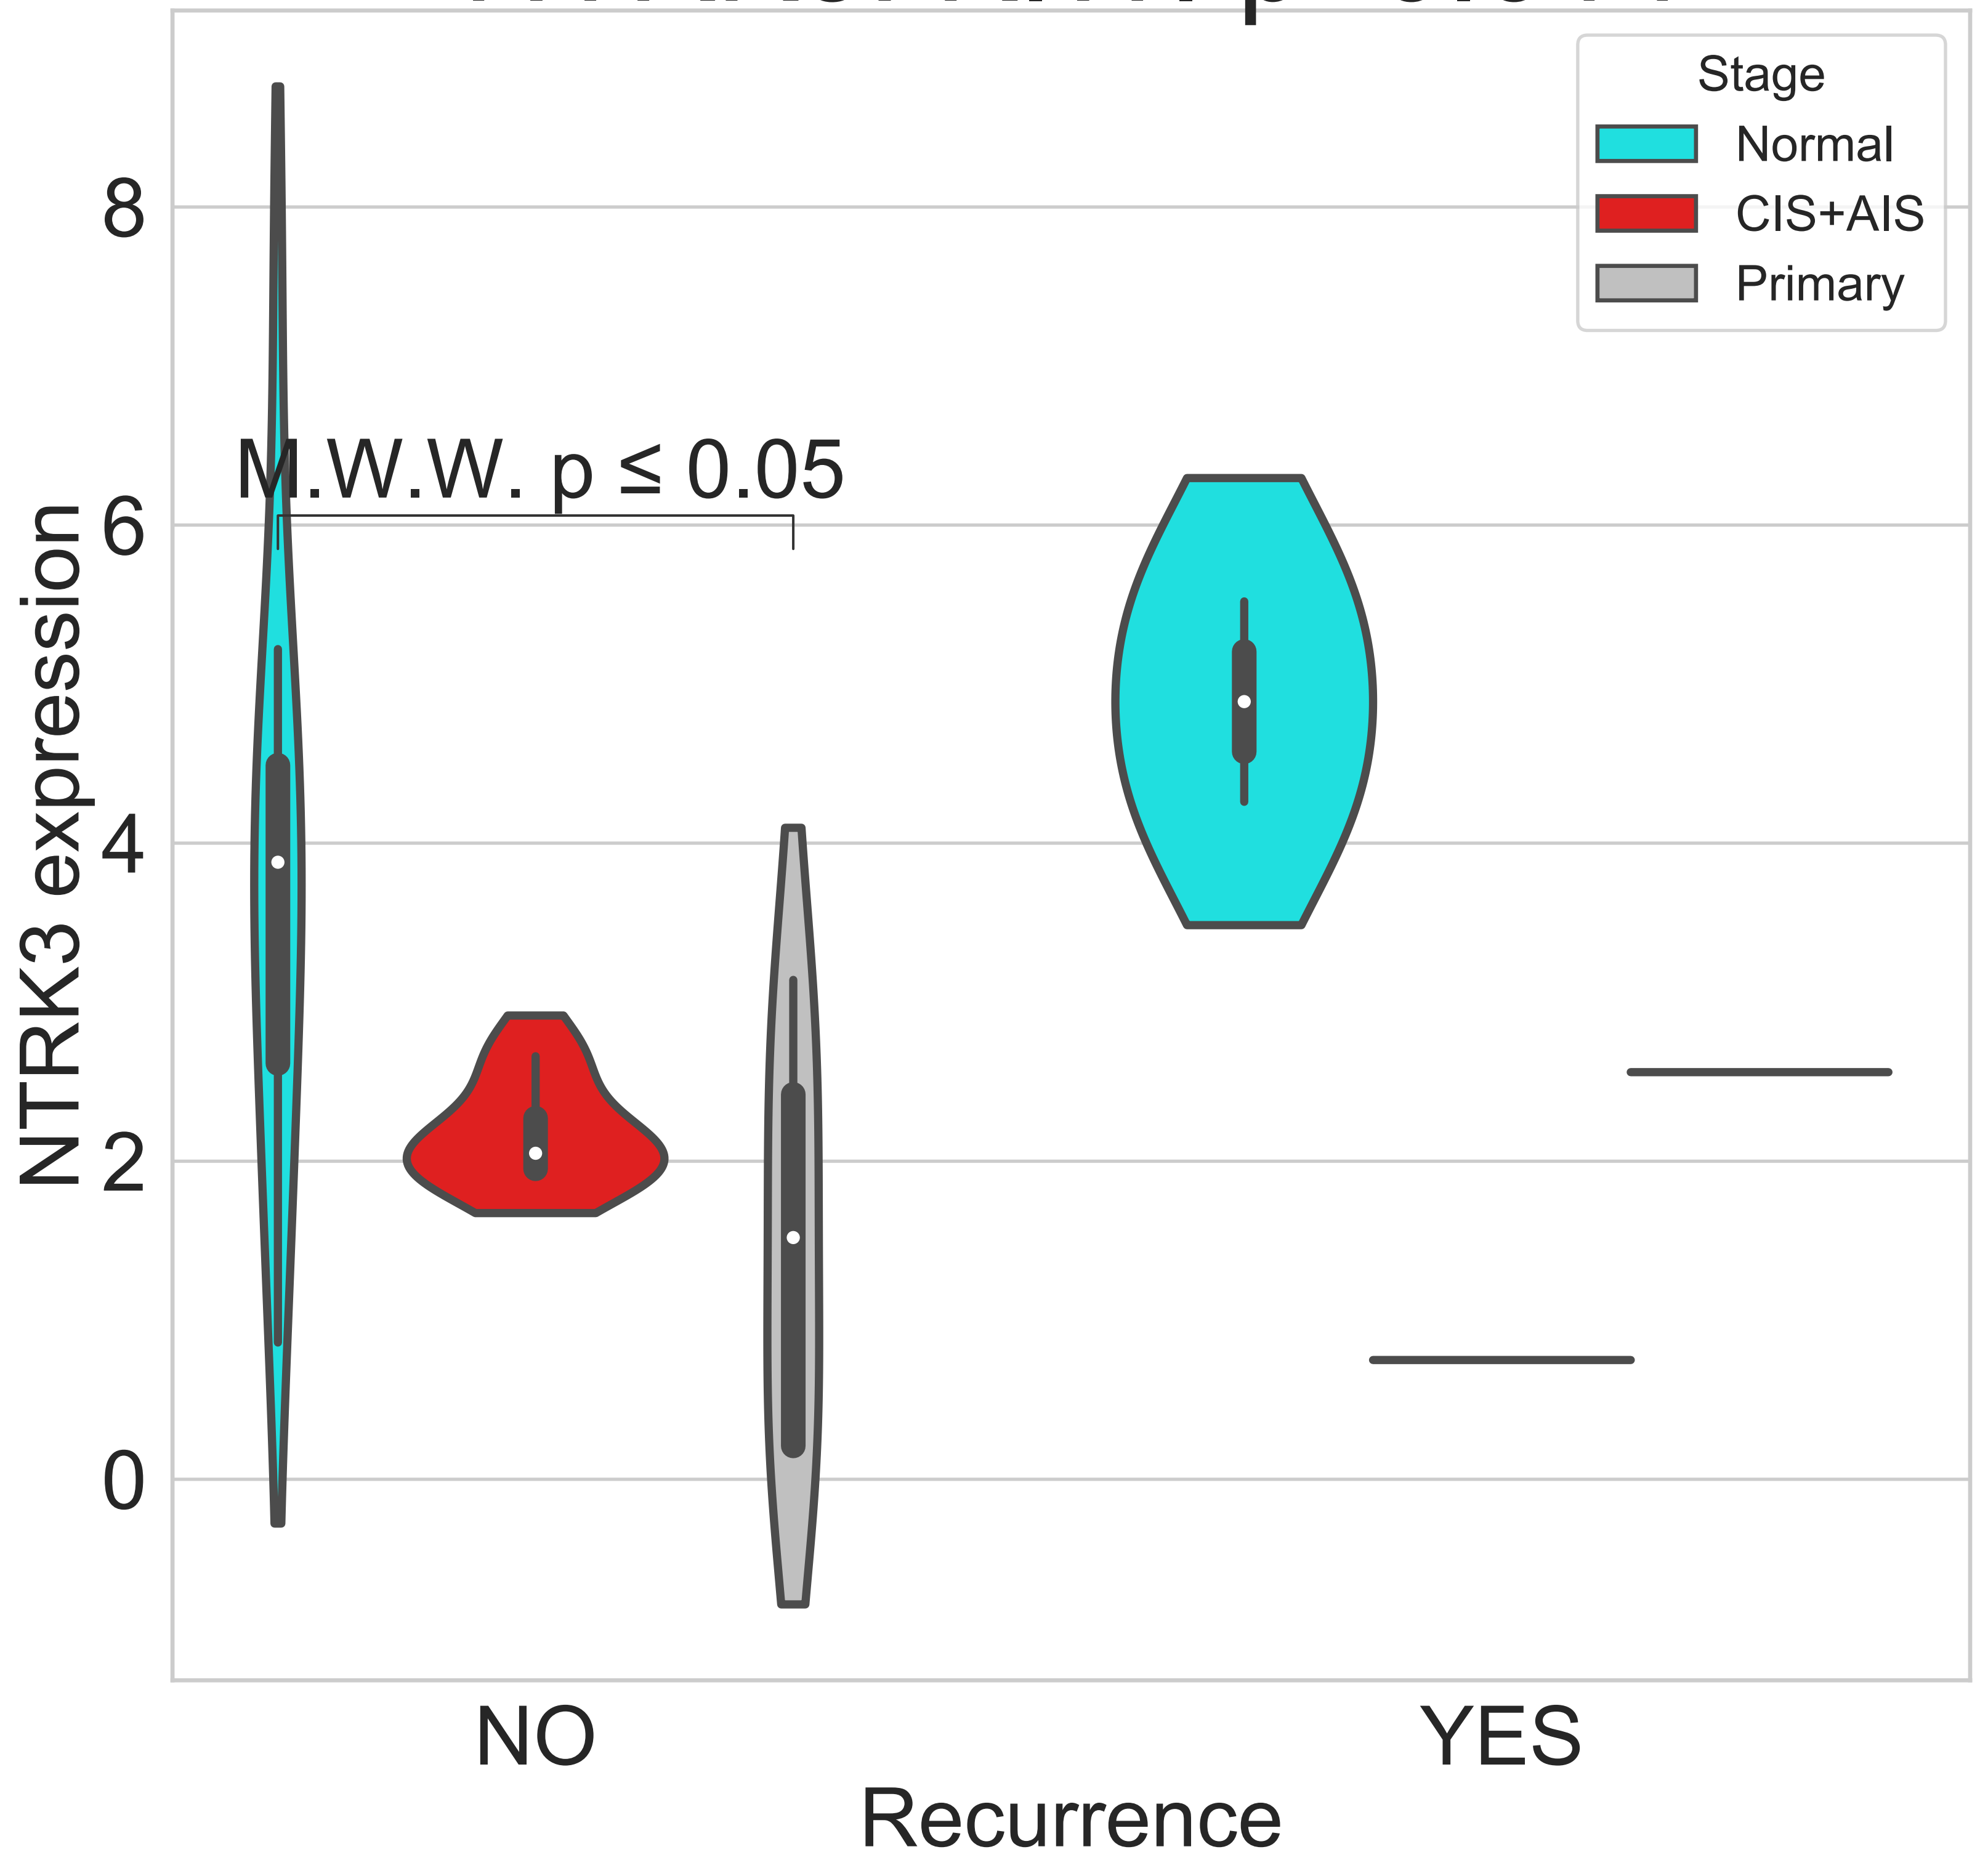 Stage
Normal
CIS+AIS
Primary
M.W.W. p ≤ 0.05
NTRK3 expression
8
6
4
2
0
NO
YES
Recurrence